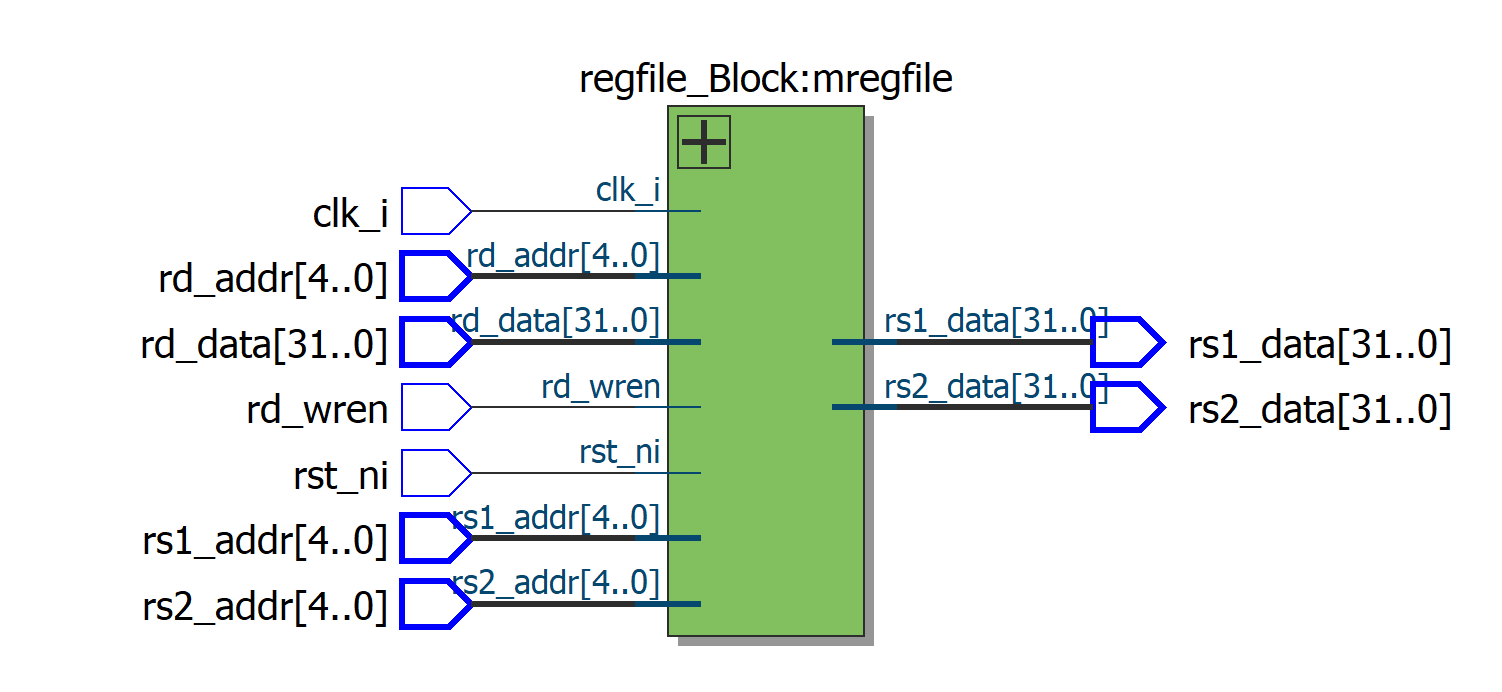 regfile_Block:mregfile
clk_i
clk_i
rd_addr[4..0]
rd_addr[4..0]
rd_data[31..0]
rd_data[31..0]
rs1_data[31..0]
rs1_data[31..0]
rd_wren
rd_wren
rs2_data[31..0]
rs2_data[31..0]
rst_ni
rst_ni
rs1_addr[4..0]
rs1_addr[4..0]
rs2_addr[4..0]
rs2_addr[4..0]